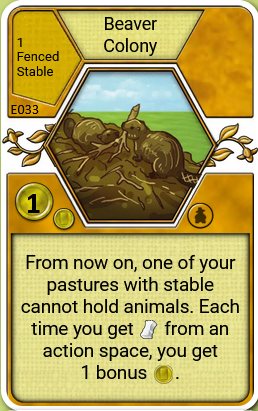 Beaver
Colony
1
Fenced
Stable
E033
1
From now on, one of your
pastures with stable
cannot hold animals. Each
time you get from an
action space, you get
1 bonus .